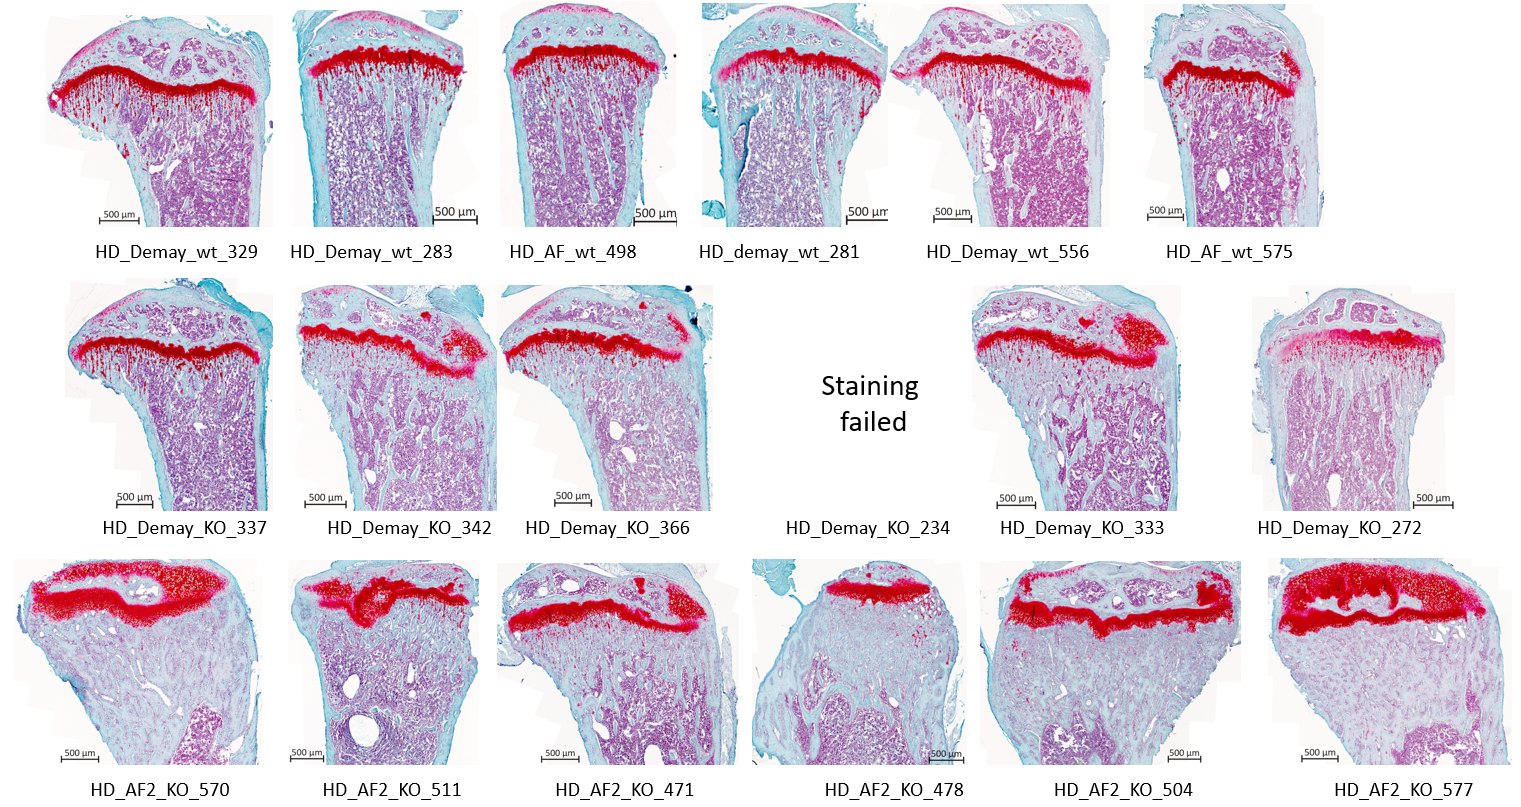 500 µm
500 µm
500 µm
500 µm
500 µm
500 µm
HD_Demay_wt_329
HD_Demay_wt_283
HD_AF_wt_498
HD_demay_wt_281
HD_Demay_wt_556
HD_AF_wt_575
Staining
failed
500 µm
500 µm
500 µm
500 µm
500 µm
HD_Demay_KO_337
HD_Demay_KO_342
HD_Demay_KO_366
HD_Demay_KO_234
HD_Demay_KO_333
HD_Demay_KO_272
500 µm
500 µm
500 µm
500 µm
500 µm
500 µm
HD_AF2_KO_570
HD_AF2_KO_511
HD_AF2_KO_471
HD_AF2_KO_478
HD_AF2_KO_504
HD_AF2_KO_577